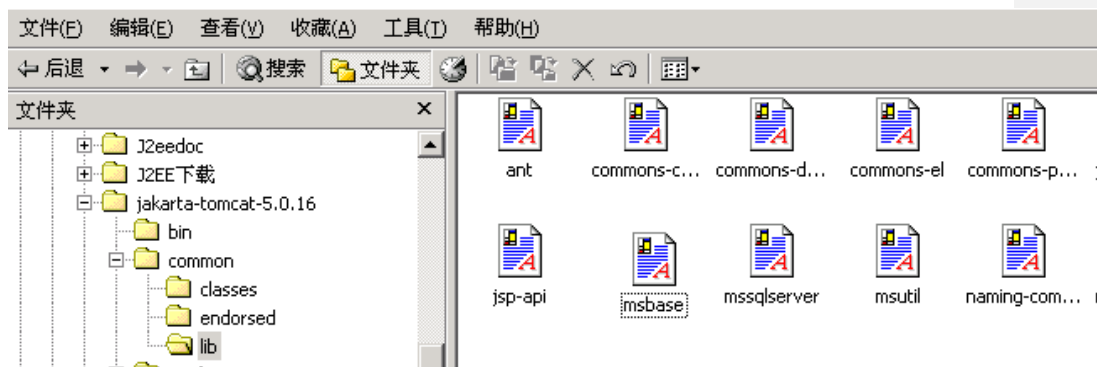 文件(F) 编辑(E) 查看(V) 收藏(A) 工具(T) 帮助(H)
后退 搜索 文件夹
文件夹
J2eedoc
J2EE下载
jakarta-tomcat-5.0.16
bin
common
classes
endorsed
lib
ant commons-c... commons-d... commons-el commons-p...
jsp-api msbase mssqlserver msutil naming-com...